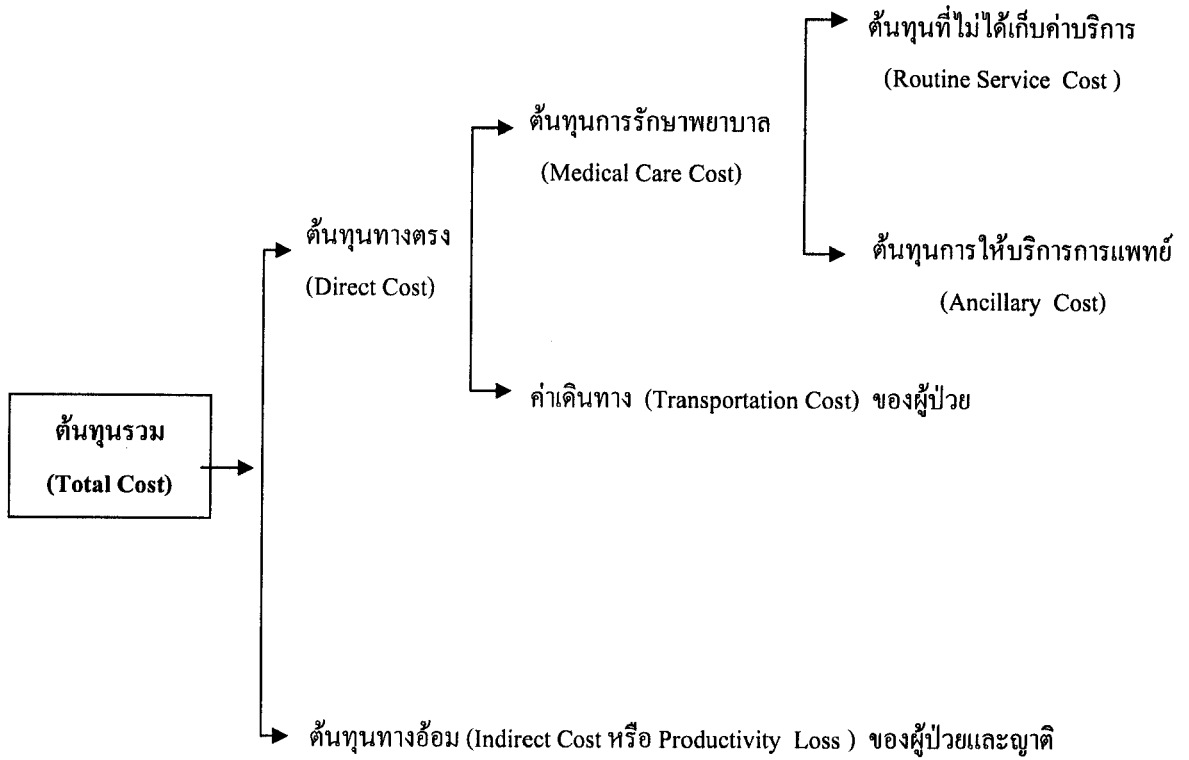 ต้นทุนที่ไม่ได้เก็บค่าบริการ
(Routine Service Cost )
ต้นทุนการรักษาพยาบาล
(Medical Care Cost)
ต้นทุนทางตรง
(Direct Cost)
ต้นทุนการให้บริการการแพทย์
(Ancillary Cost)
ค่าเดินทาง (Transportation Cost) ของผู้ป่วย
ต้นทุนรวม
(Total Cost)
ต้นทุนทางอ้อม (Indirect Cost หรือ Productivity Loss ) ของผู้ป่วยและญาติ